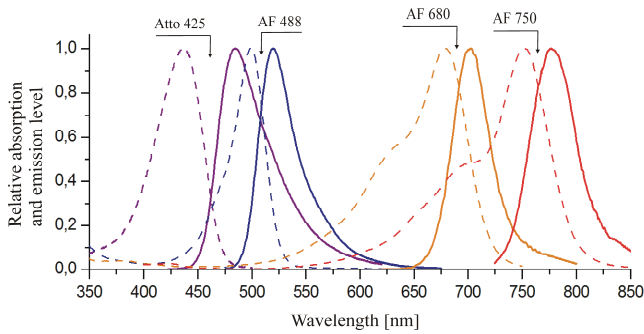 Atto 425
AF 488
AF 680
AF 750
Relative absorption
and emission level
1.0
0,8
0,6
0,4
0,2
0,0
350 400 450 500 550 600 650 700 750 800 850
Wavelength [nm]